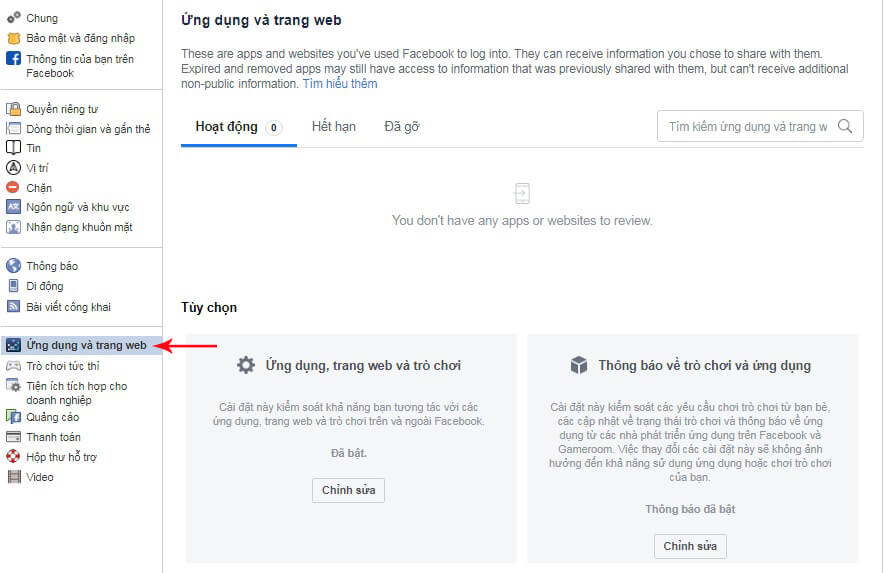 Chung
Bảo mật và đăng nhập
Thông tin của bạn trên
Facebook
Quyền riêng tư
Dòng thời gian và gắn thẻ
Tin
Vị trí
Chặn
Ngôn ngữ và khu vực
Nhận dạng khuôn mặt
Thông báo
Di động
Bài viết công khai
Ứng dụng và trang web
Trò chơi tức thì
Tiện ích tích hợp cho
doanh nghiệp
Quảng cáo
Thanh toán
Hộp thư hỗ trợ
Video
Ứng dụng và trang web
These are apps and websites you've used Facebook to log into. They can receive information you chose to share with them.
Expired and removed apps may still have access to information that was previously shared with them, but can't receive additional
non-public information. Tìm hiểu thêm
Hoạt động 0 Hết hạn Đã gỡ
Tìm kiếm ứng dụng và trang w
You don't have any apps or websites to review.
Tùy chọn
Ứng dụng, trang web và trò chơi
Cài đặt này kiểm soát khả năng bạn tương tác với các
ứng dụng, trang web và trò chơi trên và ngoài Facebook.
Đã bật.
Chỉnh sửa
Thông báo về trò chơi và ứng dụng
Cài đặt này kiểm soát các yêu cầu chơi trò chơi từ bạn bè,
các cập nhật về trạng thái trò chơi và thông báo về ứng
dụng từ các nhà phát triển ứng dụng trên Facebook và
Gameroom. Việc thay đổi các cài đặt này sẽ không ảnh
hưởng đến khả năng sử dụng ứng dụng hoặc chơi trò chơi
của bạn.
Thông báo đã bật
Chỉnh sửa